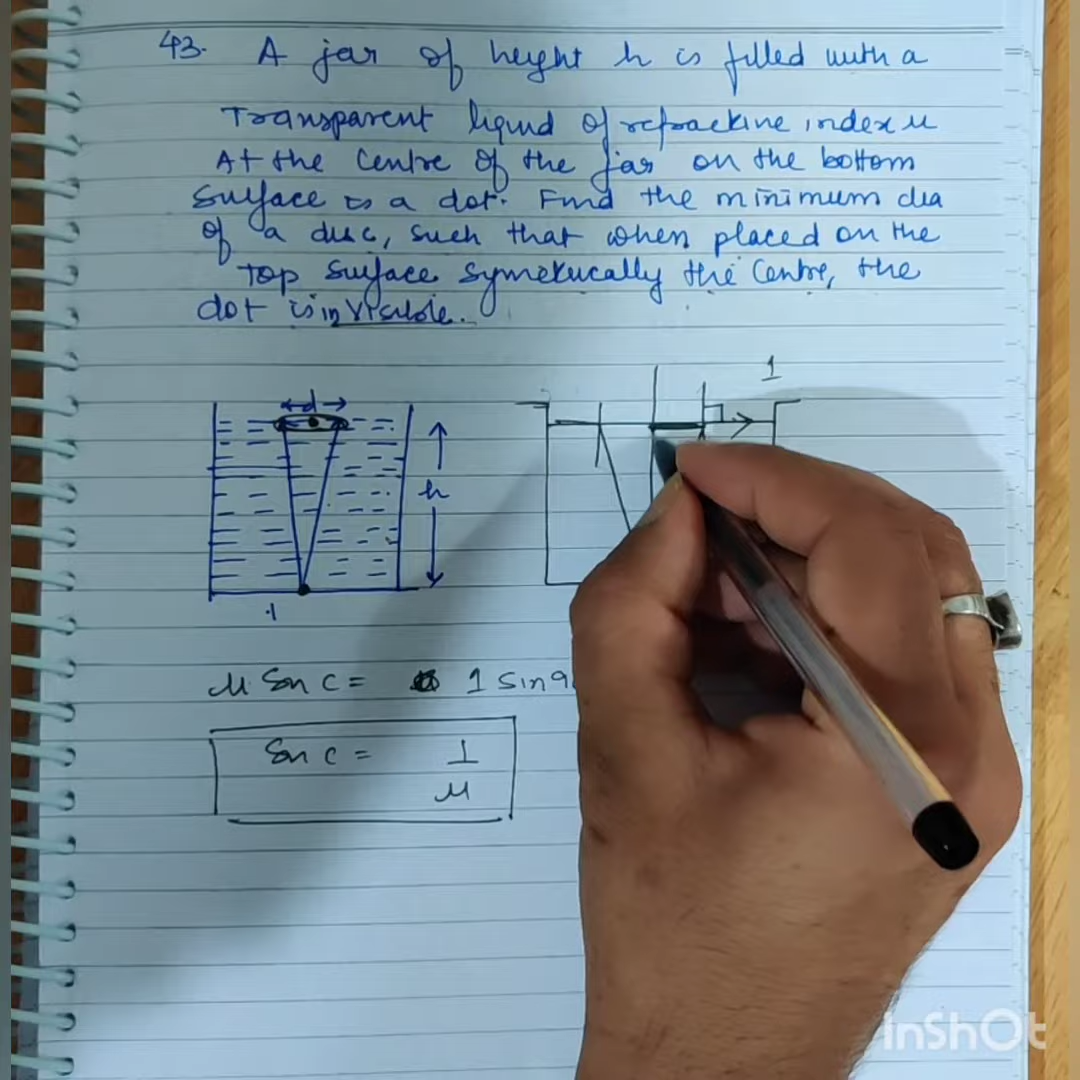 43. A jar of height h is filled with a
Transparent liquid of refractive index μ
At the centre of the jar on the bottom
surface is a dot. Find the minimum dia
of a disc, such that when placed on the
Top surface symetrically the centre, the
dot is invisible.
d
1
h
μ Sin C = 1 sin 9
Sin C = 1
μ
InShOt